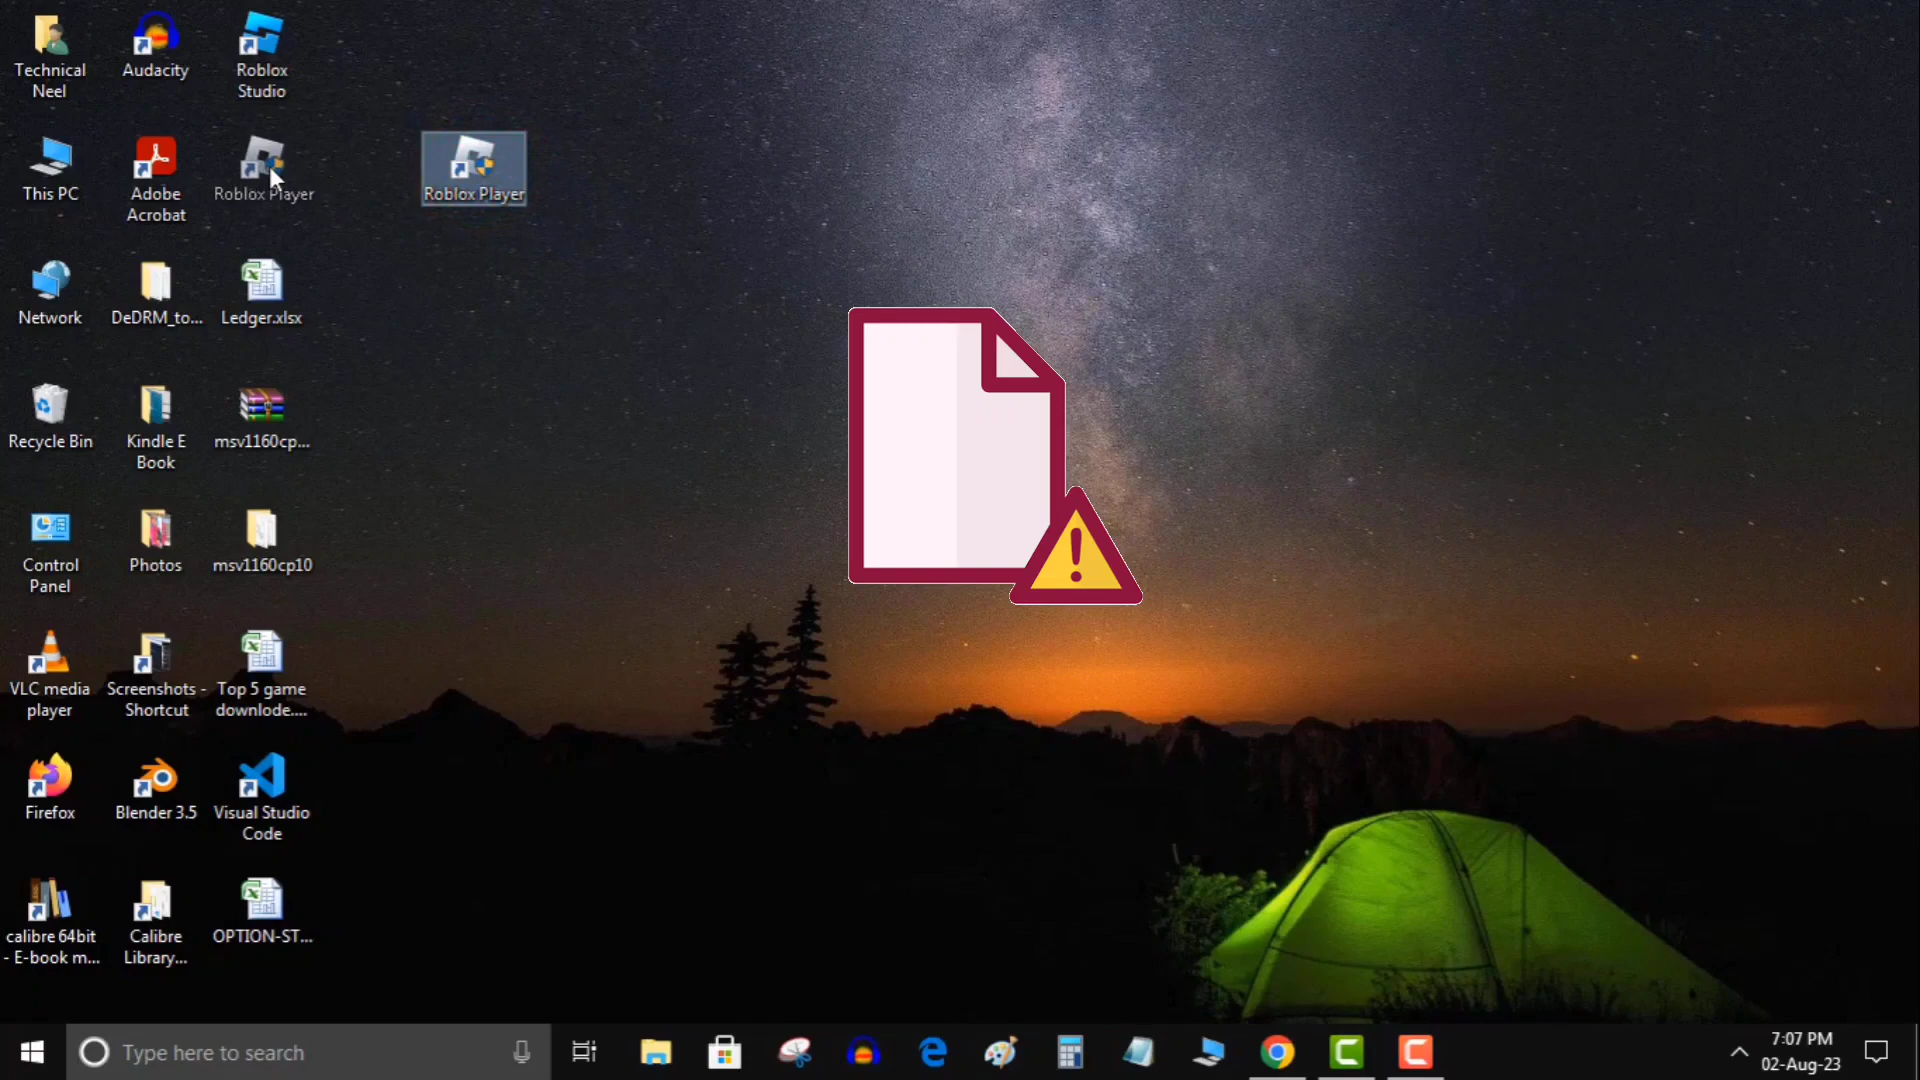 Technical
Neel
Audacity
Roblox
Studio
This PC
Adobe
Acrobat
Roblox Player
Roblox Player
Network
DeDRM_to...
Ledger.xlsx
Recycle Bin
Kindle E
Book
msv1160cp...
Control
Panel
Photos
msv1160cp10
VLC media
player
Screenshots -
Shortcut
Top 5 game
downlode....
Firefox
Blender 3.5
Visual Studio
Code
calibre 64bit
- E-book m...
Calibre
Library...
OPTION-ST...
Type here to search
7:07 PM
02-Aug-23